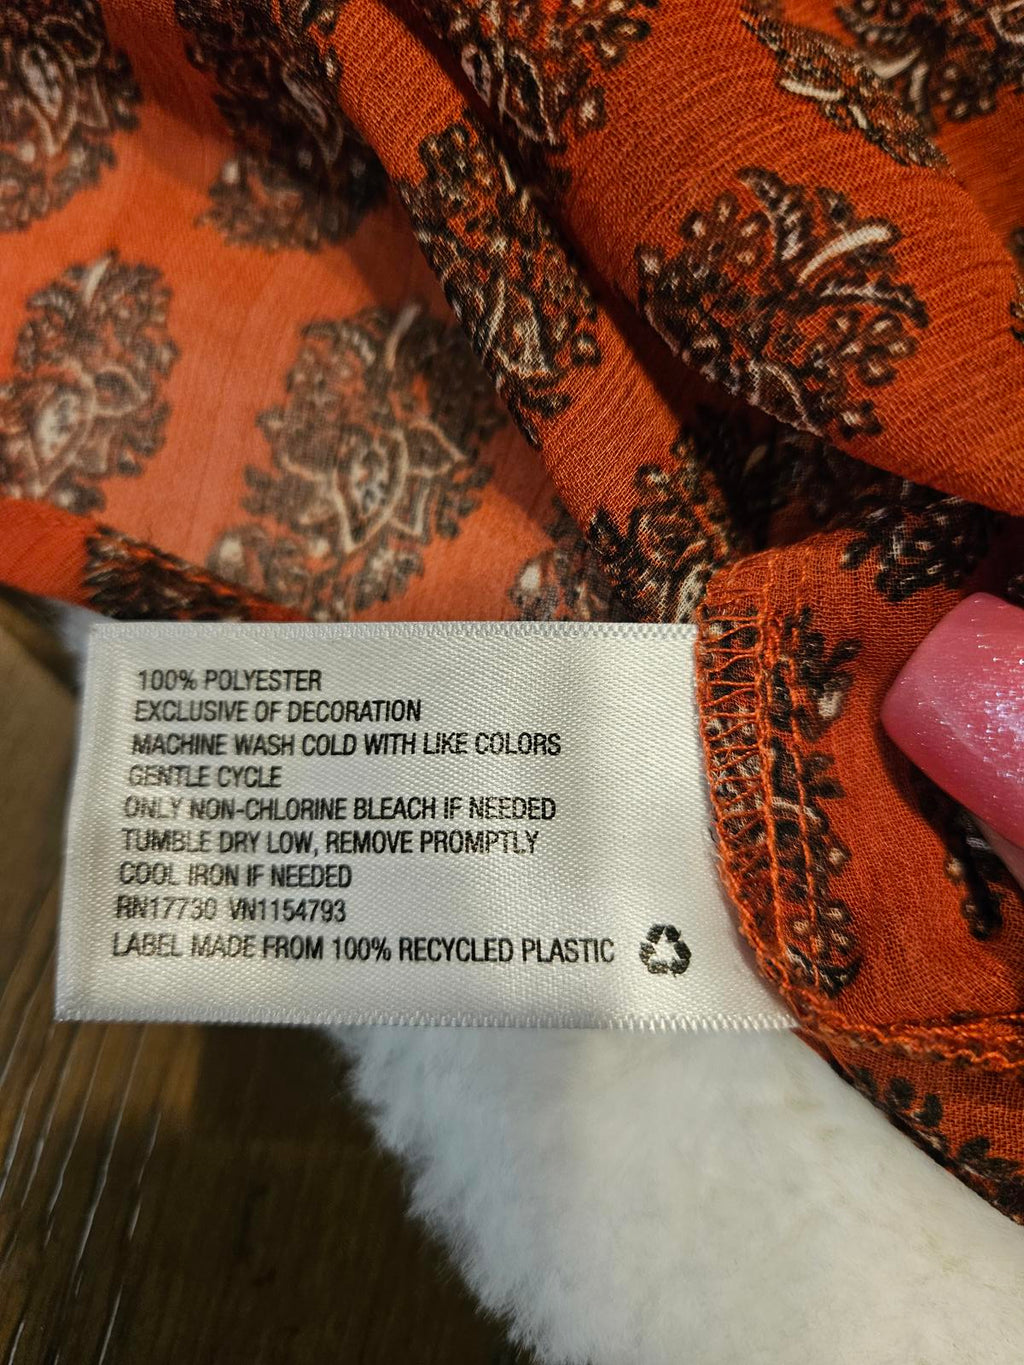 100% POLYESTER
EXCLUSIVE OF DECORATION
MACHINE WASH COLD WITH LIKE COLORS
GENTLE CYCLE
ONLY NON-CHLORINE BLEACH IF NEEDED
TUMBLE DRY LOW, REMOVE PROMPTLY
COOL IRON IF NEEDED
RN17730 VN1154793
LABEL MADE FROM 100% RECYCLED PLASTIC